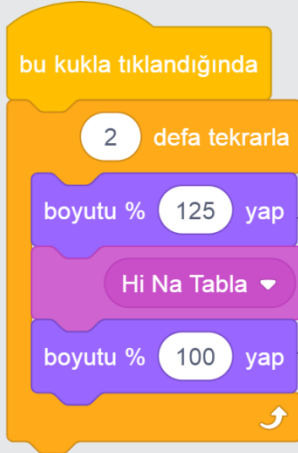 bu kukla tıklandığında
2 defa tekrarla
boyutu % 125 yap
Hi Na Tabla
boyutu % 100 yap